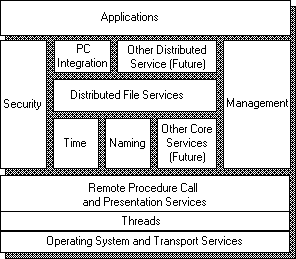 Applications
PC
Integration
Other Distributed
Service (Future)
Security
Distributed File Services
Management
Time
Naming
Other Core
Services
(Future)
Remote Procedure Call
and Presentation Services
Threads
Operating System and Transport Services